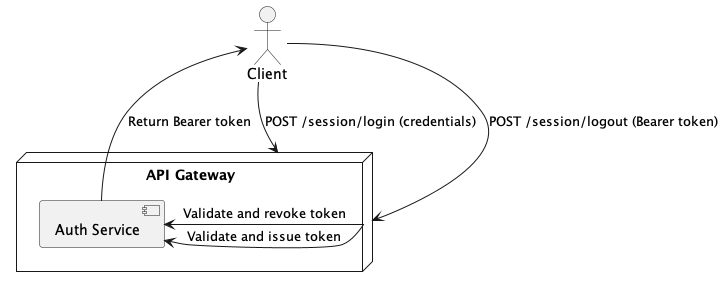 Client
Return Bearer token
POST /session/login (credentials)
POST /session/logout (Bearer token)
API Gateway
Auth Service
Validate and revoke token
Validate and issue token